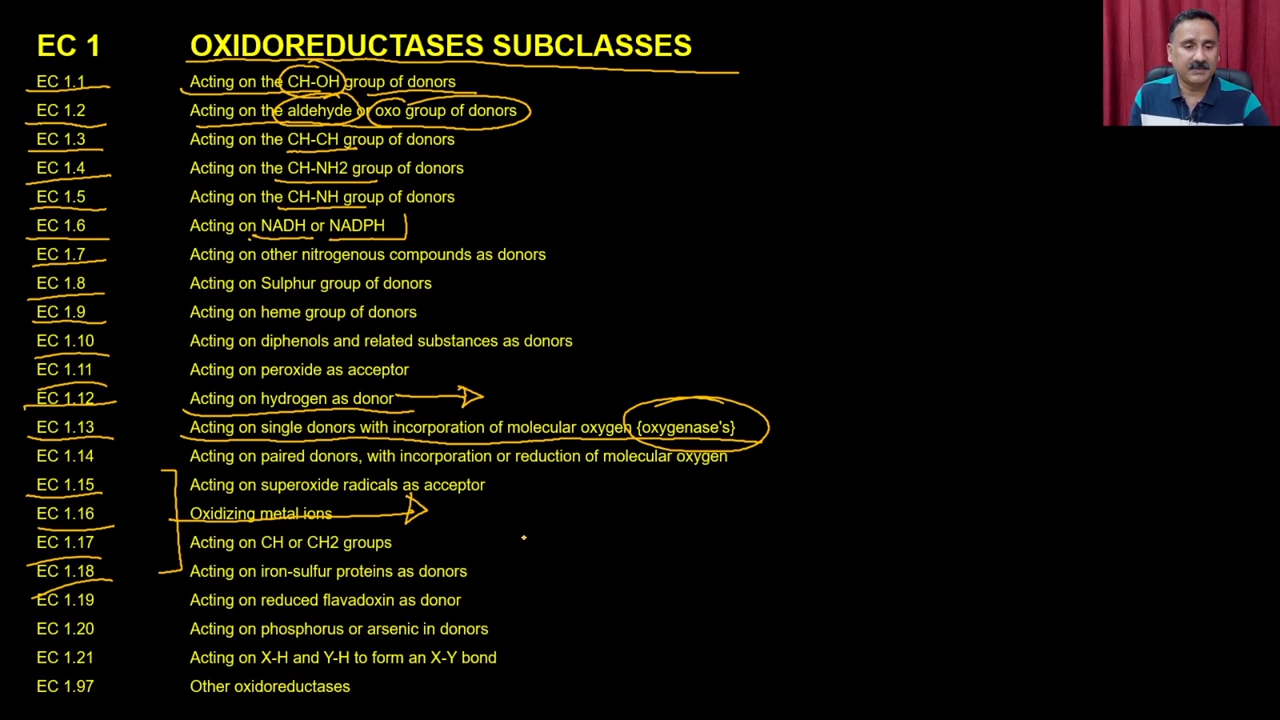 EC 1 OXIDOREDUCTASES SUBCLASSES
EC 1.1 Acting on the CH-OH group of donors
EC 1.2 Acting on the aldehyde or oxo group of donors
EC 1.3 Acting on the CH-CH group of donors
EC 1.4 Acting on the CH-NH2 group of donors
EC 1.5 Acting on the CH-NH group of donors
EC 1.6 Acting on NADH or NADPH
EC 1.7 Acting on other nitrogenous compounds as donors
EC 1.8 Acting on Sulphur group of donors
EC 1.9 Acting on heme group of donors
EC 1.10 Acting on diphenols and related substances as donors
EC 1.11 Acting on peroxide as acceptor
EC 1.12 Acting on hydrogen as donor
EC 1.13 Acting on single donors with incorporation of molecular oxygen {oxygenase's}
EC 1.14 Acting on paired donors, with incorporation or reduction of molecular oxygen
EC 1.15 Acting on superoxide radicals as acceptor
EC 1.16 Oxidizing metal ions
EC 1.17 Acting on CH or CH2 groups
EC 1.18 Acting on iron-sulfur proteins as donors
EC 1.19 Acting on reduced flavadoxin as donor
EC 1.20 Acting on phosphorus or arsenic in donors
EC 1.21 Acting on X-H and Y-H to form an X-Y bond
EC 1.97 Other oxidoreductases